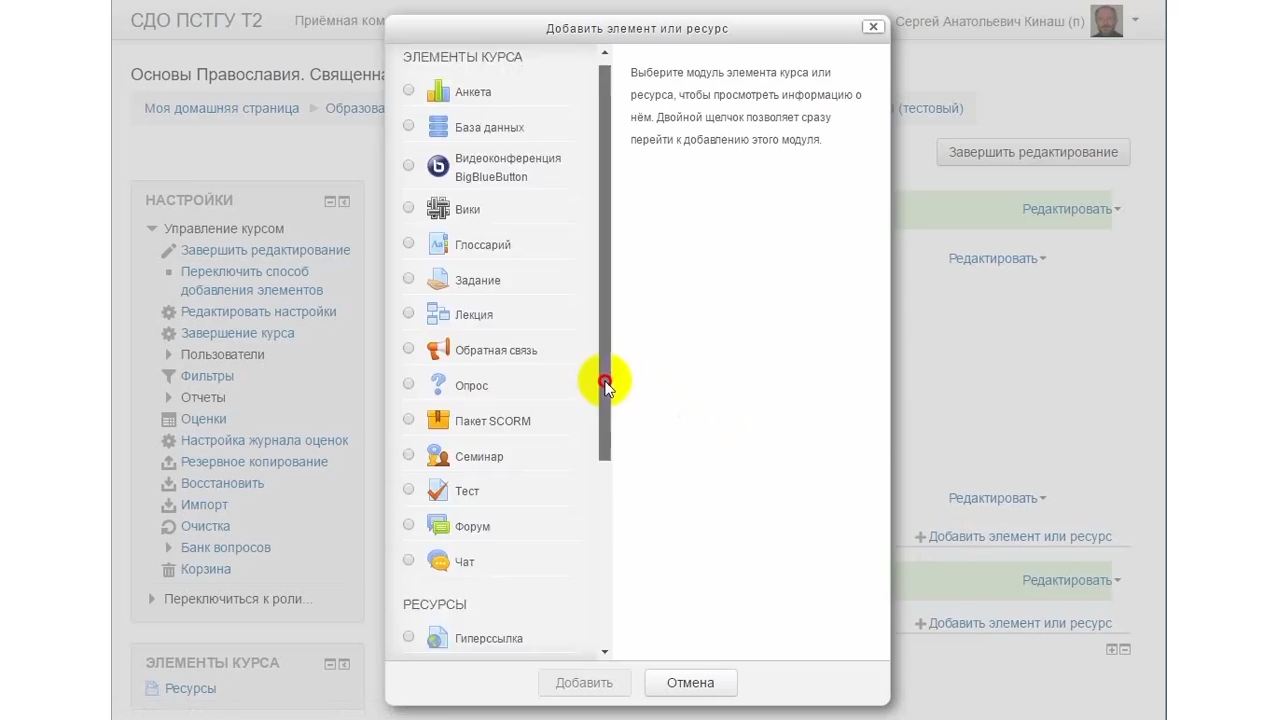 СДО ПСТГУ Т2
Приёмная ком
Сергей Анатольевич Кинаш (п)
Добавить элемент или ресурс
Основы Православия. Священна
Моя домашняя страница
Образова
(тестовый)
Завершить редактирование
НАСТРОЙКИ
Управление курсом
Завершить редактирование
Переключить способ
добавления элементов
Редактировать настройки
Завершение курса
Пользователи
Фильтры
Отчеты
Оценки
Настройка журнала оценок
Резервное копирование
Восстановить
Импорт
Очистка
Банк вопросов
Корзина
Переключиться к роли...
ЭЛЕМЕНТЫ КУРСА
Ресурсы
ЭЛЕМЕНТЫ КУРСА
Анкета
База данных
Видеоконференция
BigBlueButton
Вики
Глоссарий
Задание
Лекция
Обратная связь
Опрос
Пакет SCORM
Семинар
Тест
Форум
Чат
РЕСУРСЫ
Гиперссылка
Выберите модуль элемента курса или
ресурса, чтобы просмотреть информацию о
нём. Двойной щелчок позволяет сразу
перейти к добавлению этого модуля.
Добавить
Отмена
Редактировать
Редактировать
Редактировать
Добавить элемент или ресурс
Редактировать
Добавить элемент или ресурс